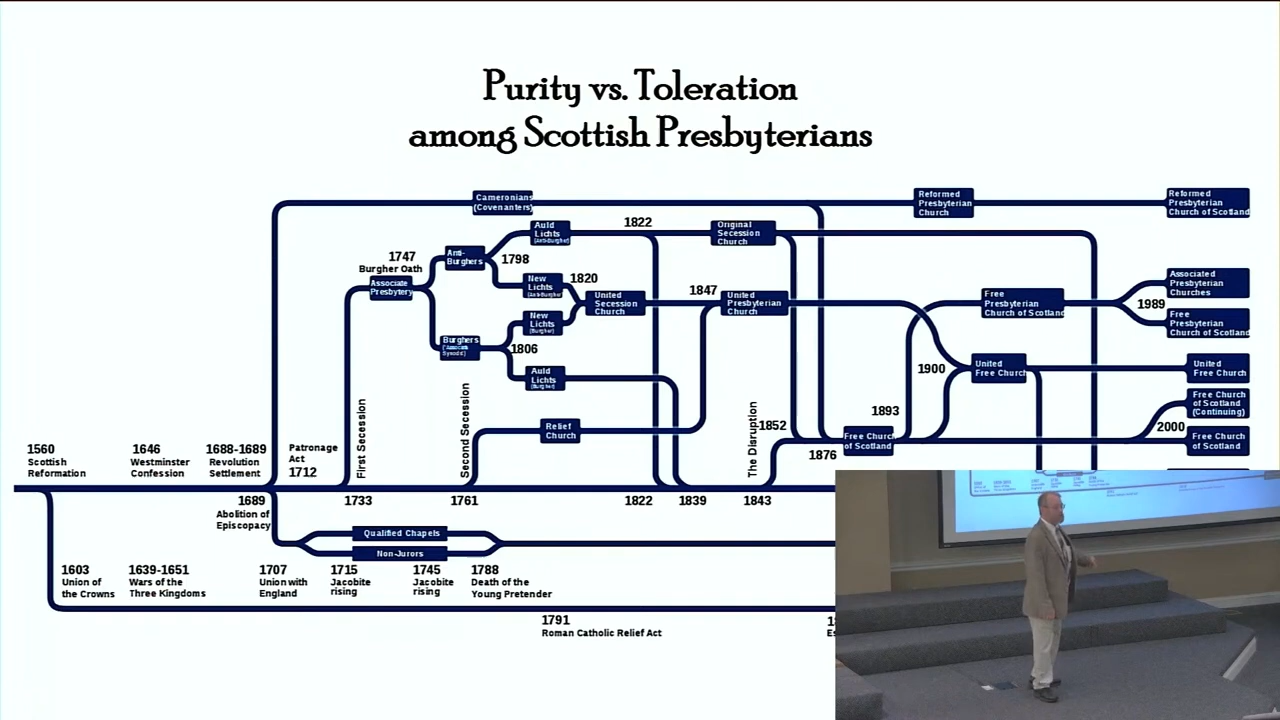 Purity vs. Toleration
among Scottish Presbyterians
Cameronians
(Covenanters)
Reformed
Presbyterian
Church
Reformed
Presbyterian
Church of Scotland
Auld
Lichts
(Anti-Burgher)
1822
Original
Secession
Church
1747
Burgher Oath
Anti-
Burghers
1798
Associate
Presbytery
New
Lichts
(Anti-Burgher)
1820
United
Secession
Church
1847
United
Presbyterian
Church
Free
Presbyterian
Church of Scotland
Associated
Presbyterian
Churches
1989
Free
Presbyterian
Church of Scotland
New
Lichts
(Burgher)
Burghers
("Associate
Synod")
1806
Auld
Lichts
(Burgher)
1900
United
Free Church
United
Free Church
Free Church
of Scotland
(Continuing)
2000
Free Church
of Scotland
1893
First Secession
Second Secession
Relief
Church
The Disruption
1852
1876
Free Church
of Scotland
1560
Scottish
Reformation
1646
Westminster
Confession
1688-1689
Revolution
Settlement
Patronage
Act
1712
1689
Abolition of
Episcopacy
1733
1761
1822
1839
1843
Qualified Chapels
Non-Jurors
1603
Union of
the Crowns
1639-1651
Wars of the
Three Kingdoms
1707
Union with
England
1715
Jacobite
rising
1745
Jacobite
rising
1788
Death of the
Young Pretender
1791
Roman Catholic Relief Act